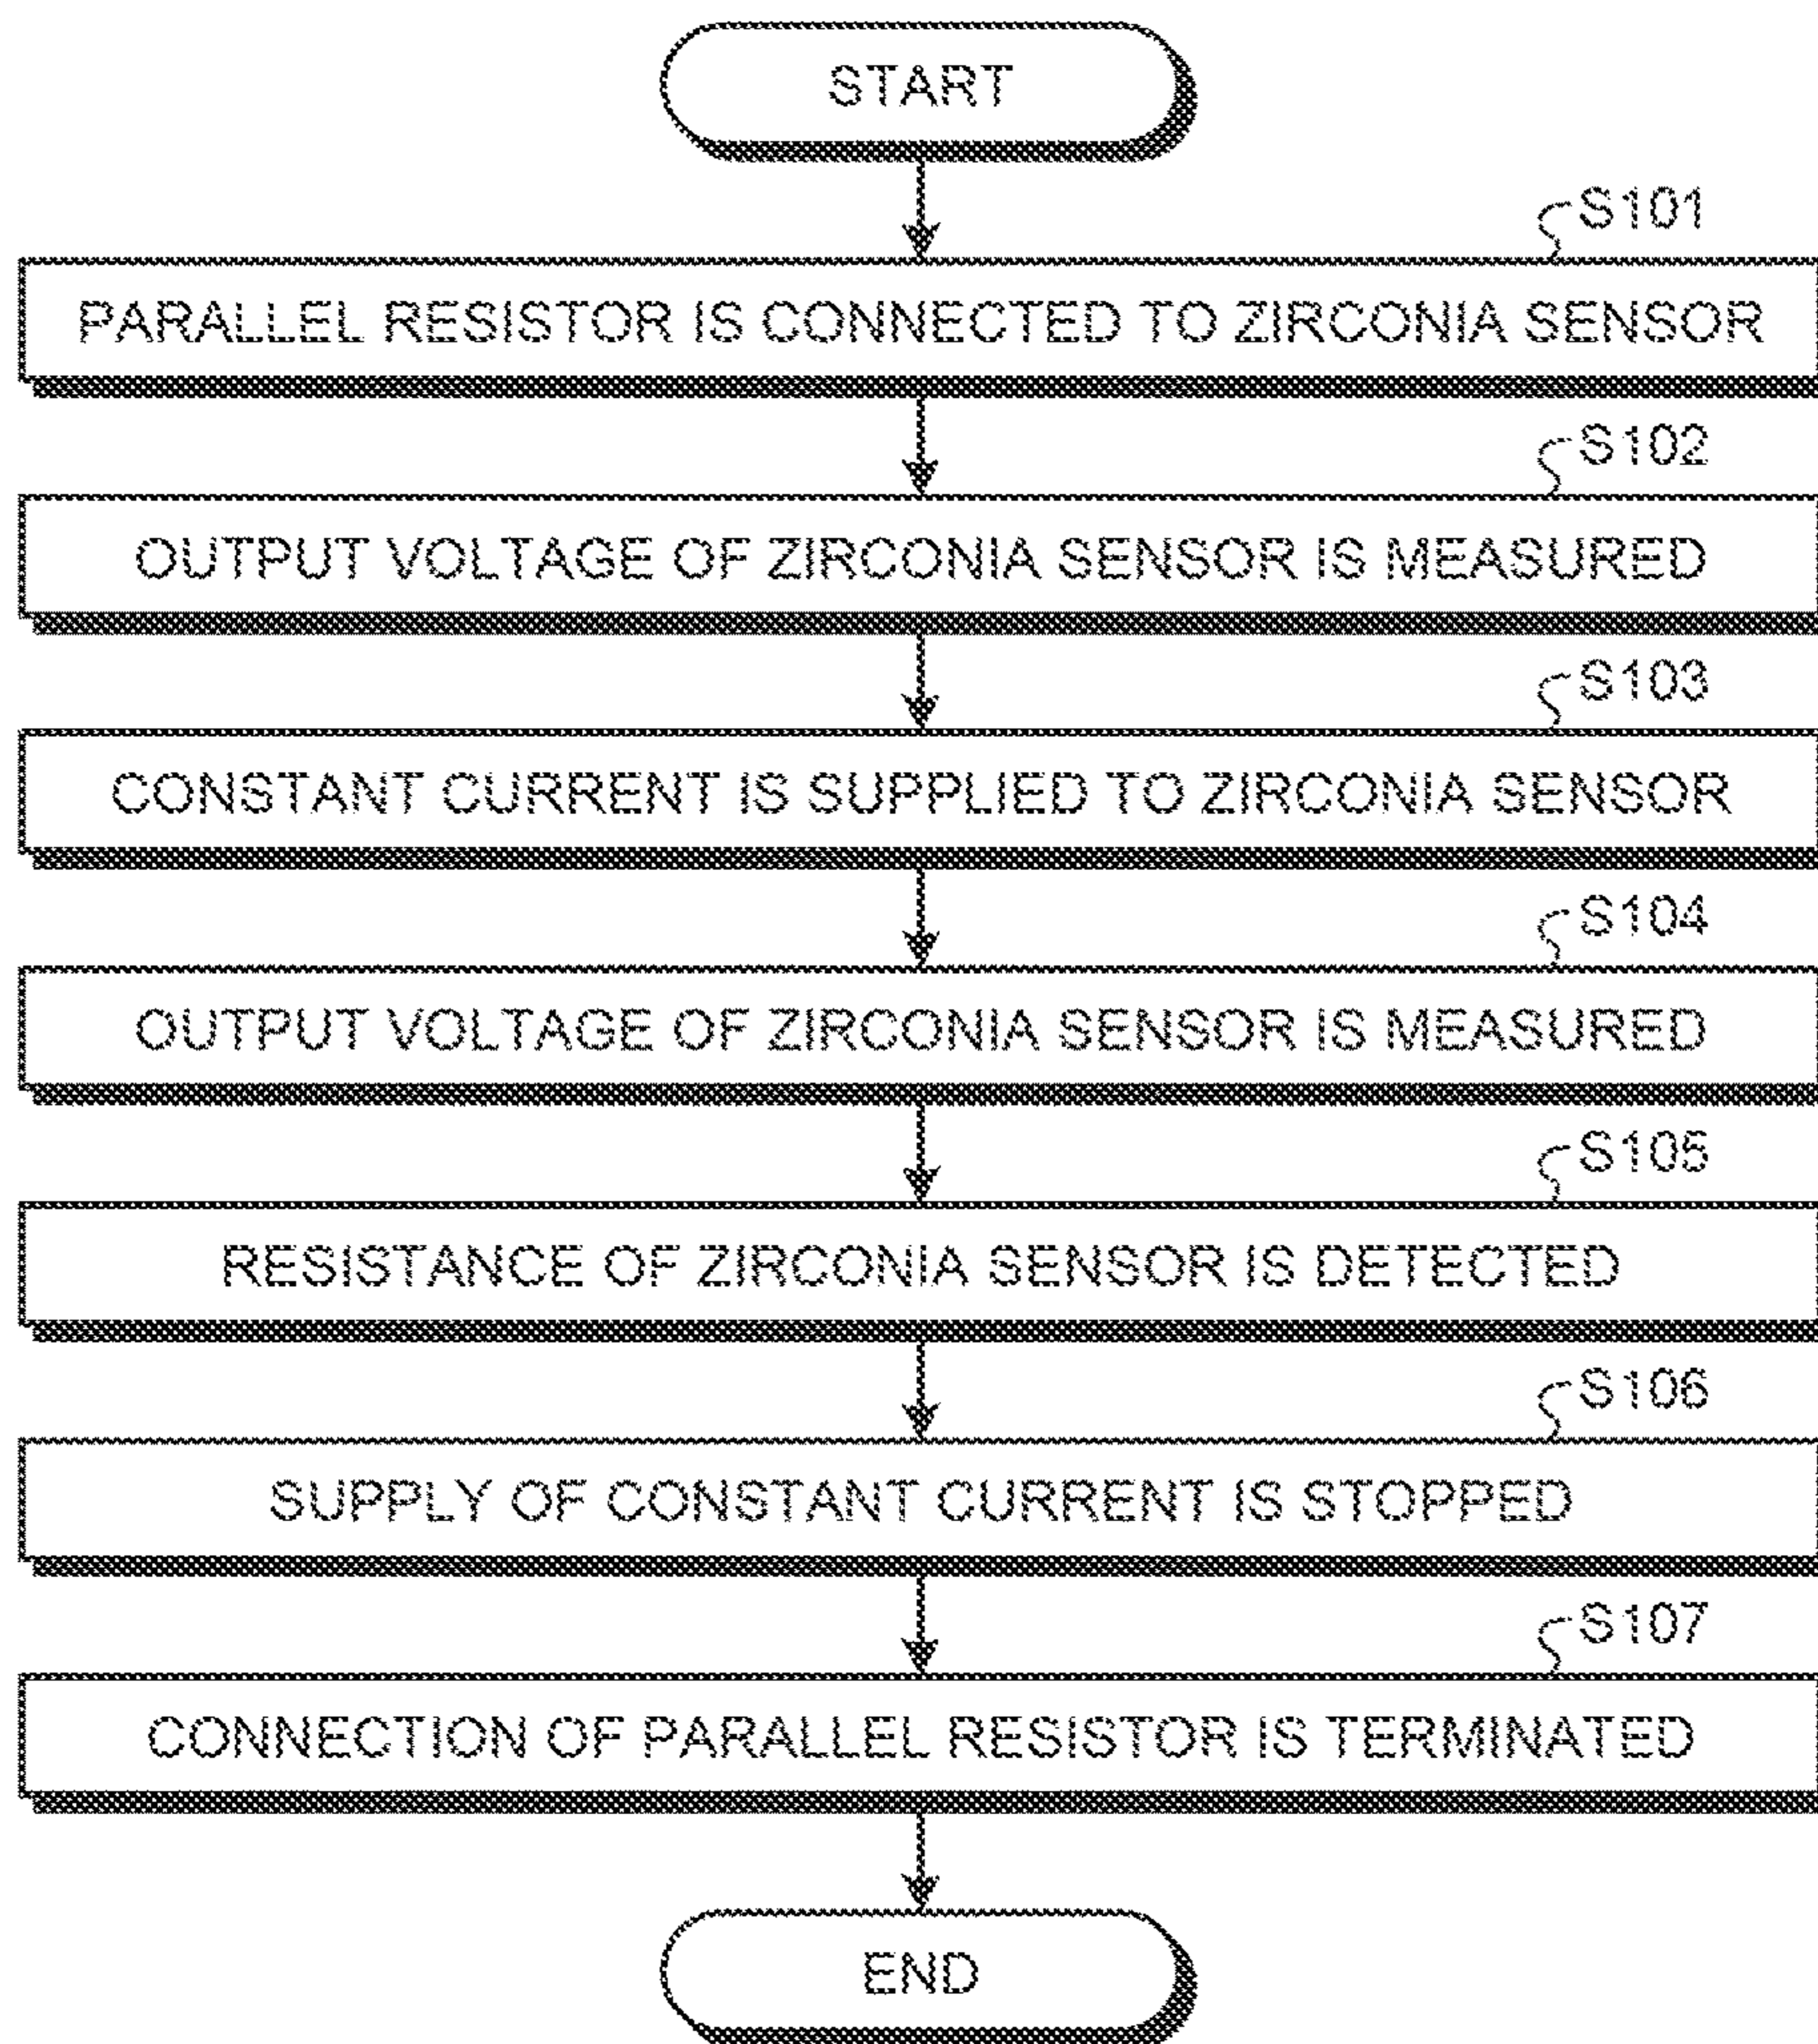 START
S101
PARALLEL RESISTOR IS CONNECTED TO ZIRCONIA SENSOR
S102
OUTPUT VOLTAGE OF ZIRCONIA SENSOR IS MEASURED
S103
CONSTANT CURRENT IS SUPPLIED TO ZIRCONIA SENSOR
S104
OUTPUT VOLTAGE OF ZIRCONIA SENSOR IS MEASURED
S105
RESISTANCE OF ZIRCONIA SENSOR IS DETECTED
S106
SUPPLY OF CONSTANT CURRENT IS STOPPED
S107
CONNECTION OF PARALLEL RESISTOR IS TERMINATED
END